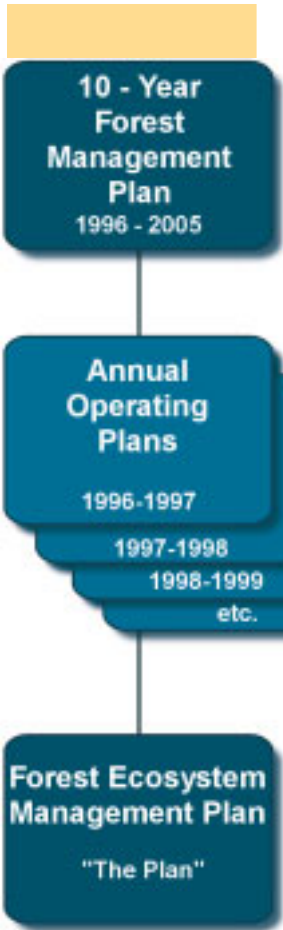 10 - Year
Forest
Management
Plan
1996 - 2005
Annual
Operating
Plans
1996-1997
1997-1998
1998-1999
etc.
Forest Ecosystem
Management Plan
"The Plan"